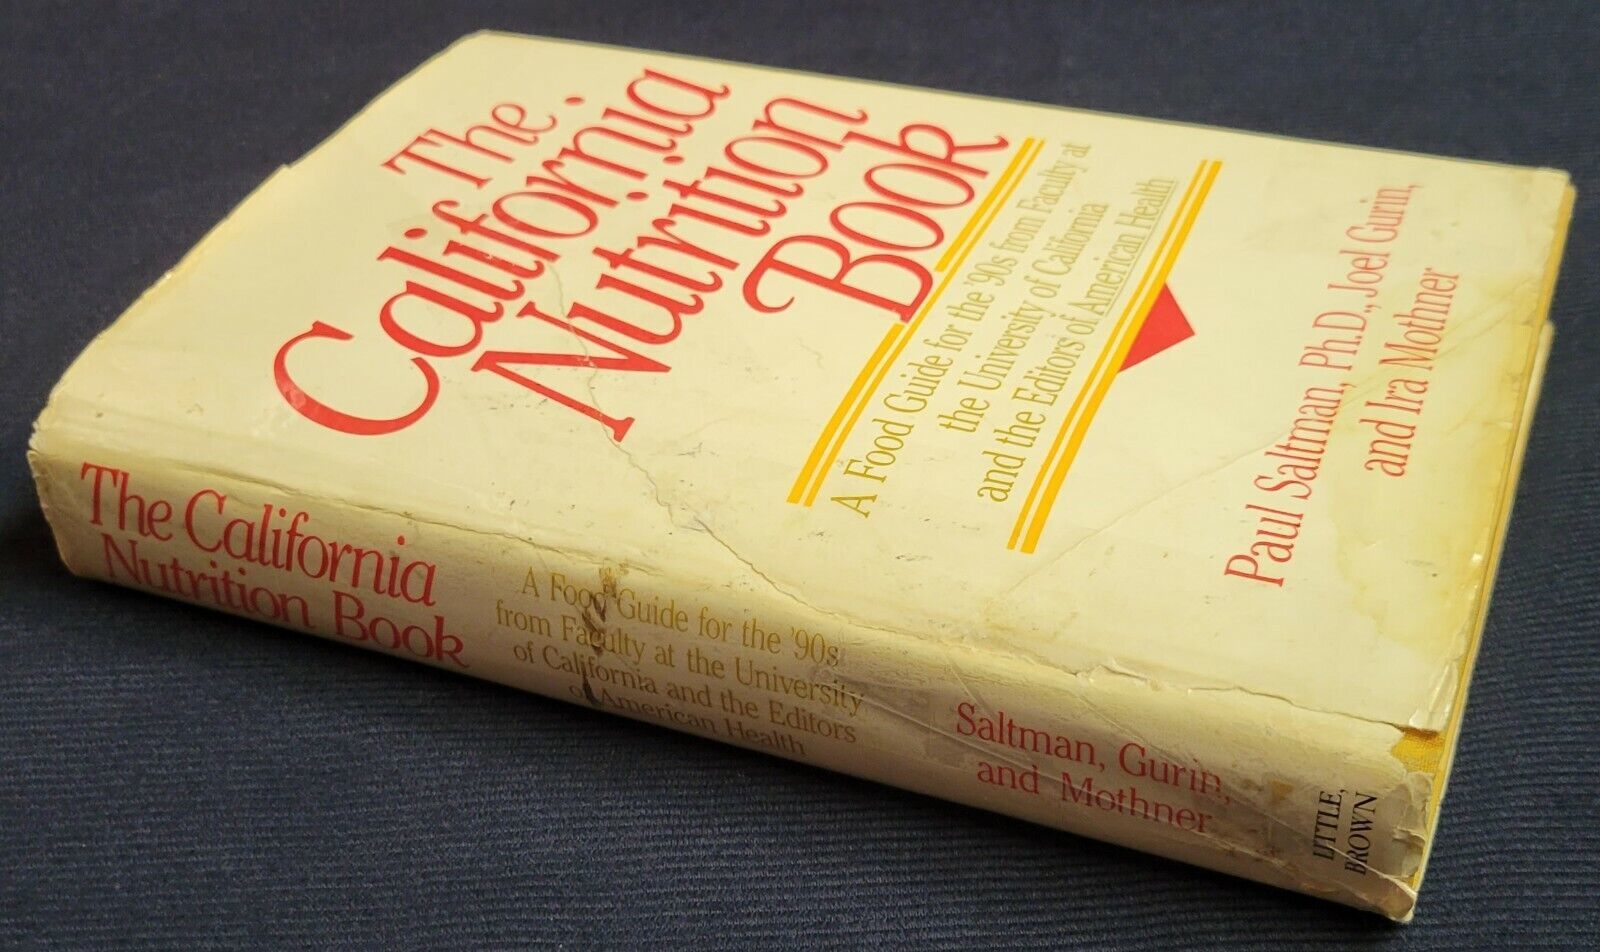 The
California
Nutrition
Book
A Food Guide for the '90s from Faculty at
the University of California
and the Editors of American Health
Paul Saltman, Ph.D., Joel Gurin,
and Ira Mothner
The California
Nutrition Book
A Food Guide for the '90s
from Faculty at the University
of California and the Editors
of American Health
Saltman, Gurin,
and Mothner
LITTLE,
BROWN